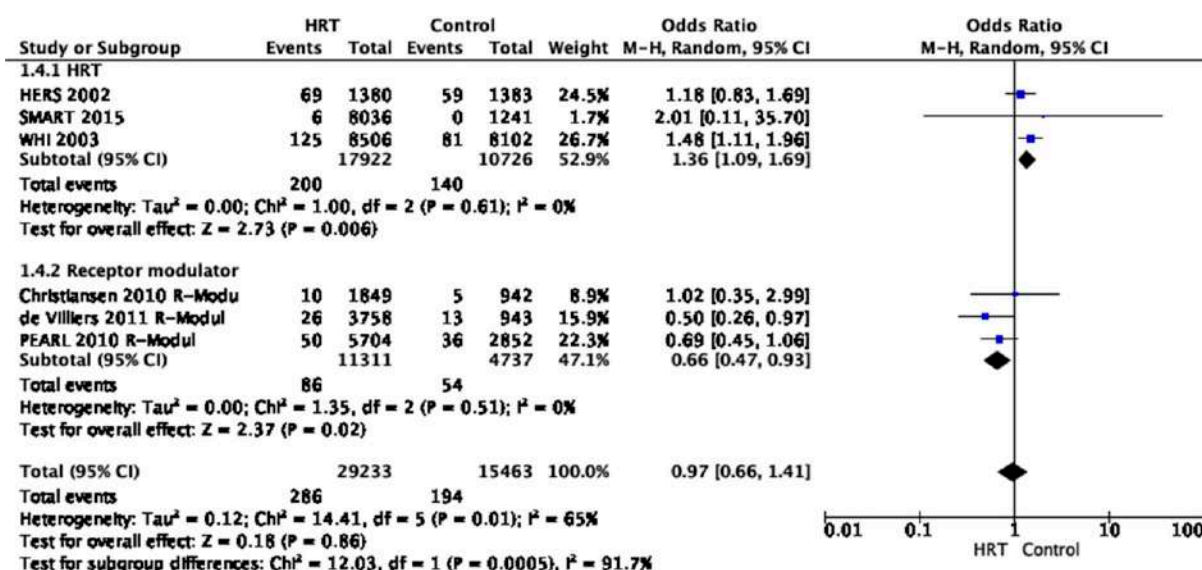 HRT Control Odds Ratio Odds Ratio
Study or Subgroup Events Total Events Total Weight M-H, Random, 95% CI M-H, Random, 95% CI
1.4.1 HRT
HERS 2002 69 1380 59 1383 24.5% 1.18 [0.83, 1.69]
SMART 2015 6 8036 0 1241 1.7% 2.01 [0.11, 35.70]
WHI 2003 125 8506 81 8102 26.7% 1.48 [1.11, 1.96]
Subtotal (95% CI) 17922 10726 52.9% 1.36 [1.09, 1.69]
Total events 200 140
Heterogeneity: Tau² = 0.00; Chi² = 1.00, df = 2 (P = 0.61); I² = 0%
Test for overall effect: Z = 2.73 (P = 0.006)
1.4.2 Receptor modulator
Christiansen 2010 R-Modu 10 1849 5 942 8.9% 1.02 [0.35, 2.99]
de Villiers 2011 R-Modul 26 3758 13 943 15.9% 0.50 [0.26, 0.97]
PEARL 2010 R-Modul 50 5704 36 2852 22.3% 0.69 [0.45, 1.06]
Subtotal (95% CI) 11311 4737 47.1% 0.66 [0.47, 0.93]
Total events 86 54
Heterogeneity: Tau² = 0.00; Chi² = 1.35, df = 2 (P = 0.51); I² = 0%
Test for overall effect: Z = 2.37 (P = 0.02)
Total (95% CI) 29233 15463 100.0% 0.97 [0.66, 1.41]
Total events 286 194
Heterogeneity: Tau² = 0.12; Chi² = 14.41, df = 5 (P = 0.01); I² = 65%
Test for overall effect: Z = 0.18 (P = 0.86)
Test for subgroup differences: Chi² = 12.03, df = 1 (P = 0.0005), I² = 91.7%
0.01 0.1 1 10 100
HRT Control